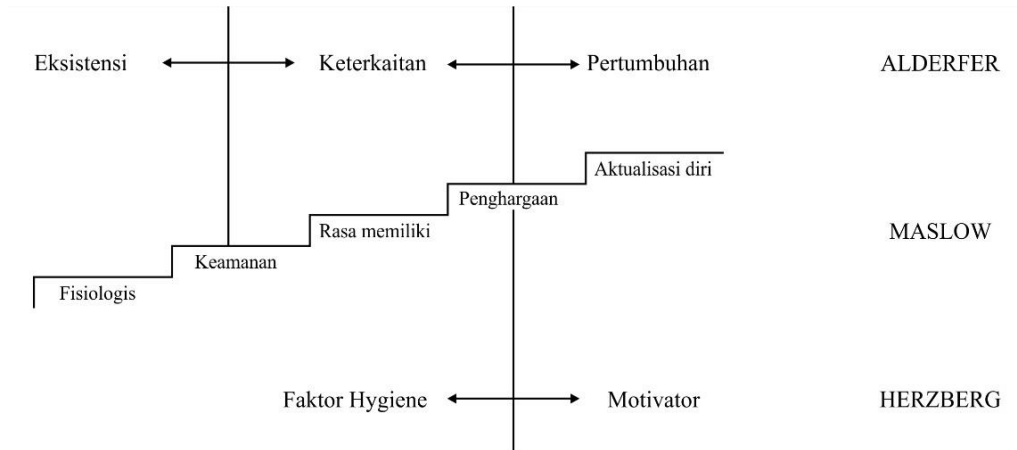 Eksistensi Keterkaitan Pertumbuhan ALDERFER
Aktualisasi diri
Penghargaan
Rasa memiliki MASLOW
Keamanan
Fisiologis
Faktor Hygiene Motivator HERZBERG